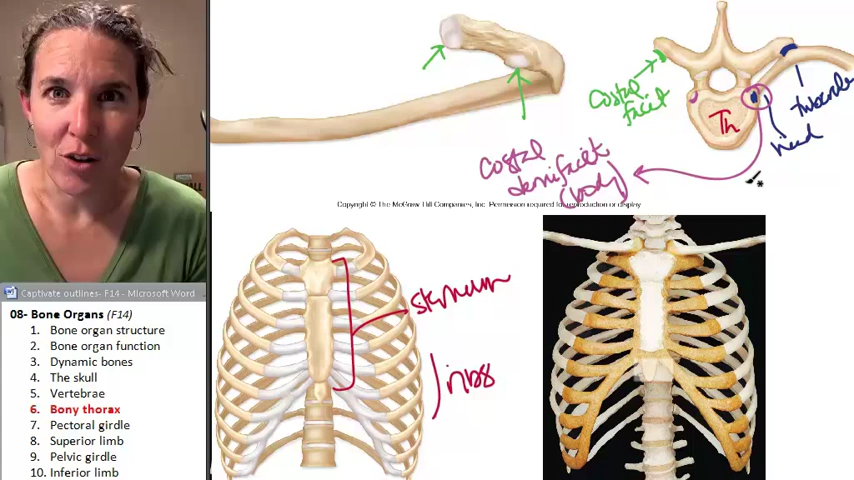 costal
facet
Th
tubercle
head
costal
demifacet
(body)
Copyright © The McGraw Hill Companies, Inc. Permission required for reproduction or display
sternum
ribs
Captivate outlines- F14 - Microsoft Word
08- Bone Organs (F14)
1. Bone organ structure
2. Bone organ function
3. Dynamic bones
4. The skull
5. Vertebrae
6. Bony thorax
7. Pectoral girdle
8. Superior limb
9. Pelvic girdle
10. Inferior limb